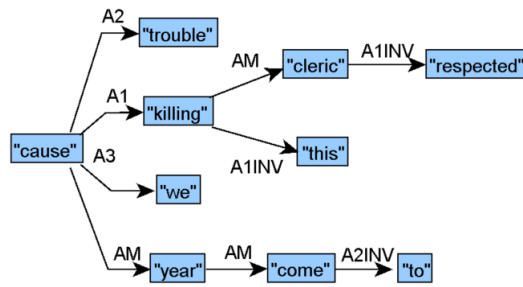 A2
"trouble"
AM
"cleric"
A1INV
"respected"
A1
"killing"
"cause"
A3
A1INV
"this"
"we"
AM
"year"
AM
"come"
A2INV
"to"